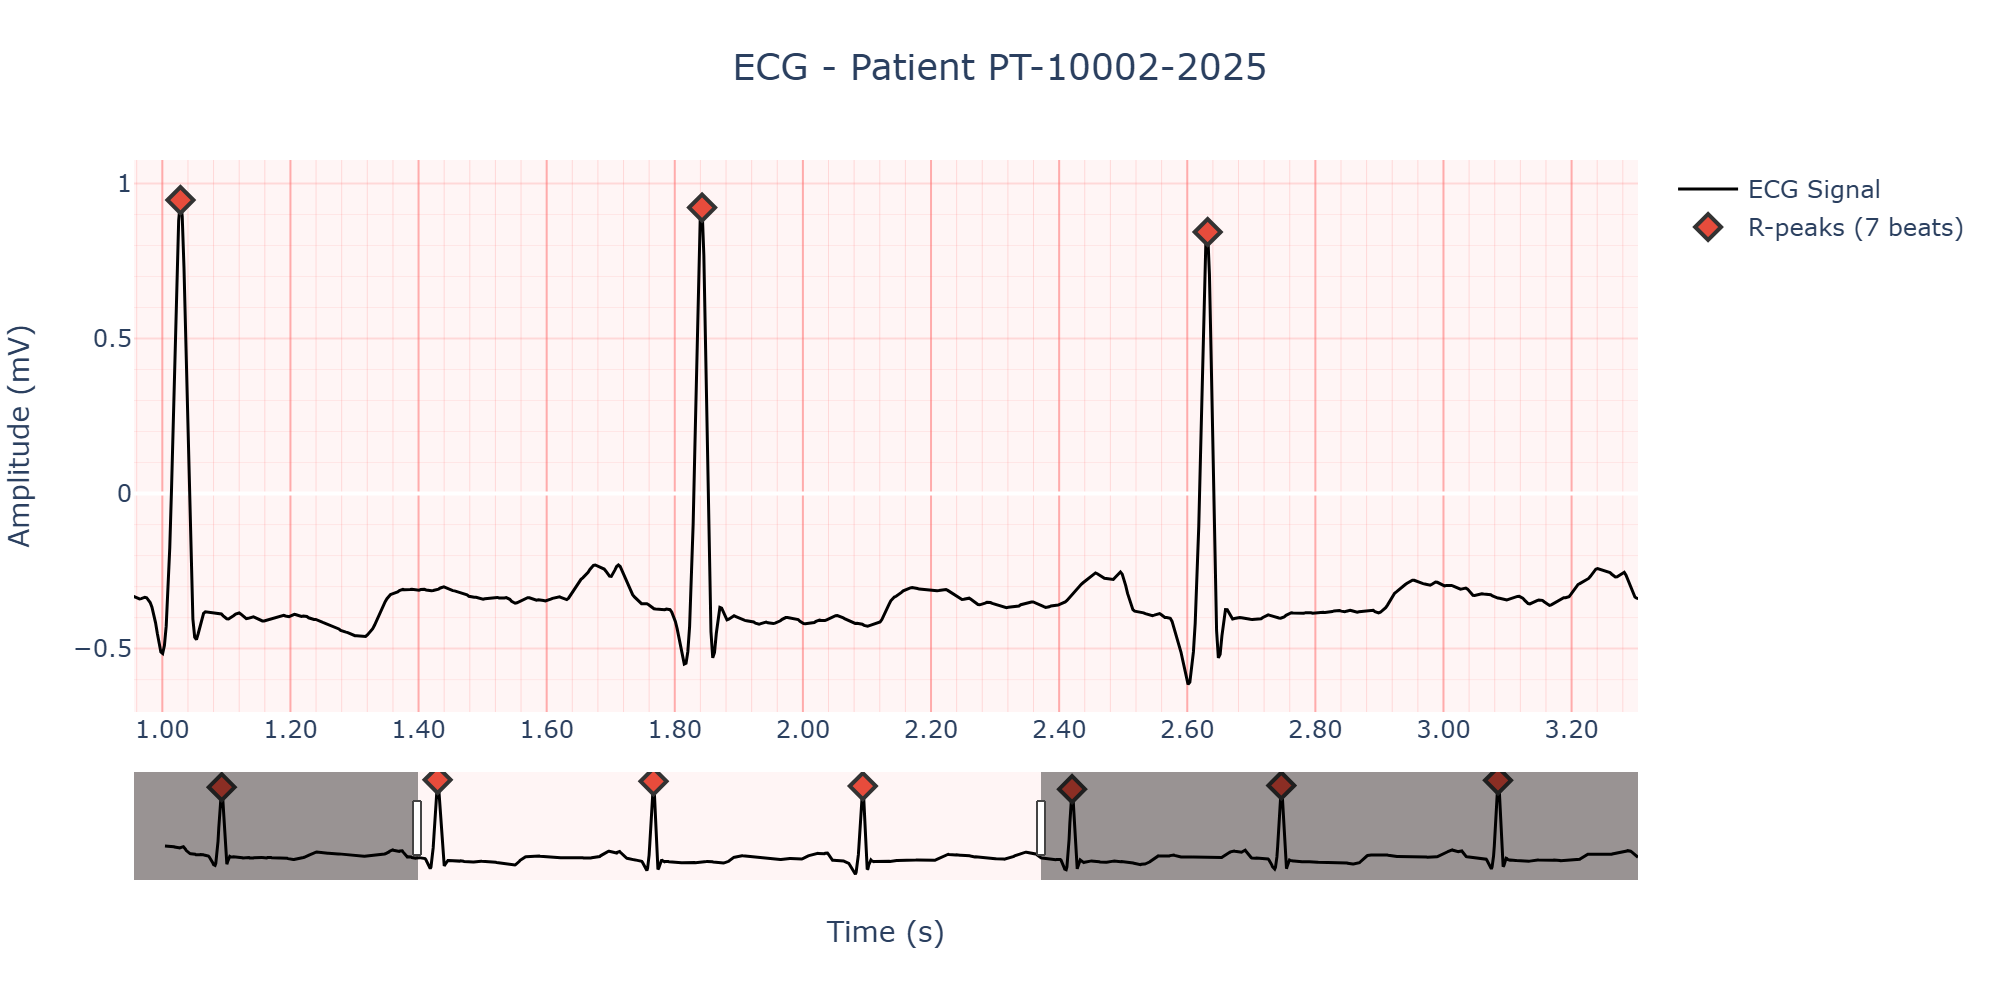 ECG - Patient PT-10002-2025
ECG Signal
R-peaks (7 beats)
Amplitude (mV)
1
0.5
0
−0.5
1.00 1.20 1.40 1.60 1.80 2.00 2.20 2.40 2.60 2.80 3.00 3.20
Time (s)